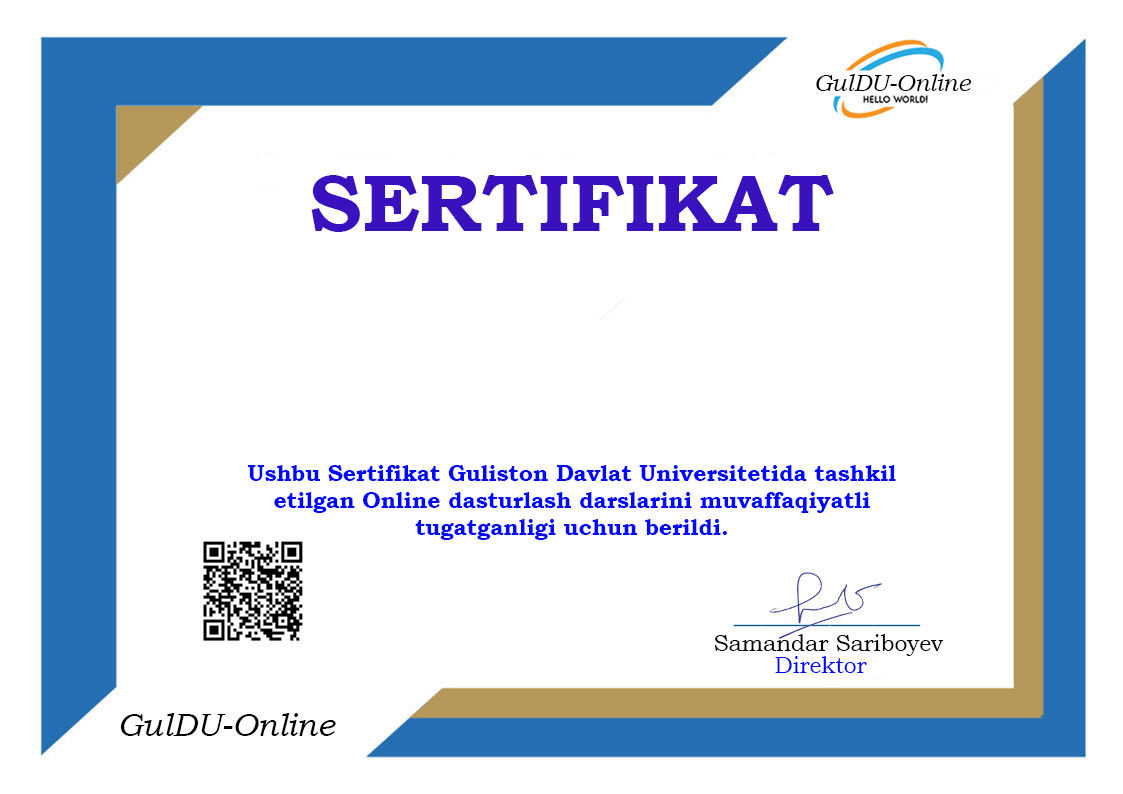 GulDU-Online
HELLO WORLD!
SERTIFIKAT
Ushbu Sertifikat Guliston Davlat Universitetida tashkil
etilgan Online dasturlash darslarini muvaffaqiyatli
tugatganligi uchun berildi.
Samandar Sariboyev
Direktor
GulDU-Online